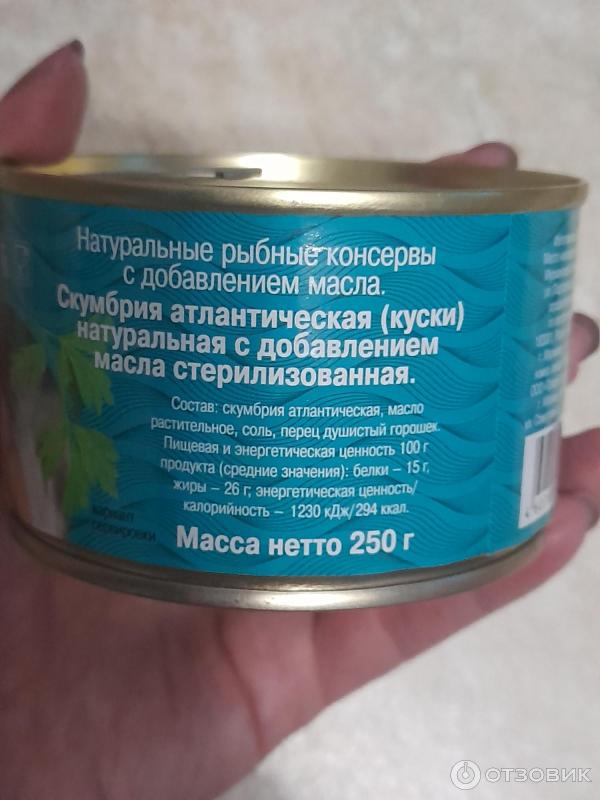 Натуральные рыбные консервы
с добавлением масла.
Скумбрия атлантическая (куски)
натуральная с добавлением
масла стерилизованная.
Состав: скумбрия атлантическая, масло
растительное, соль, перец душистый горошек.
Пищевая и энергетическая ценность 100 г
продукта (средние значения): белки – 15 г,
жиры – 26 г; энергетическая ценность/
калорийность – 1230 кДж/294 ккал.
Масса нетто 250 г
вариант
сервировки
ОТЗОВИК